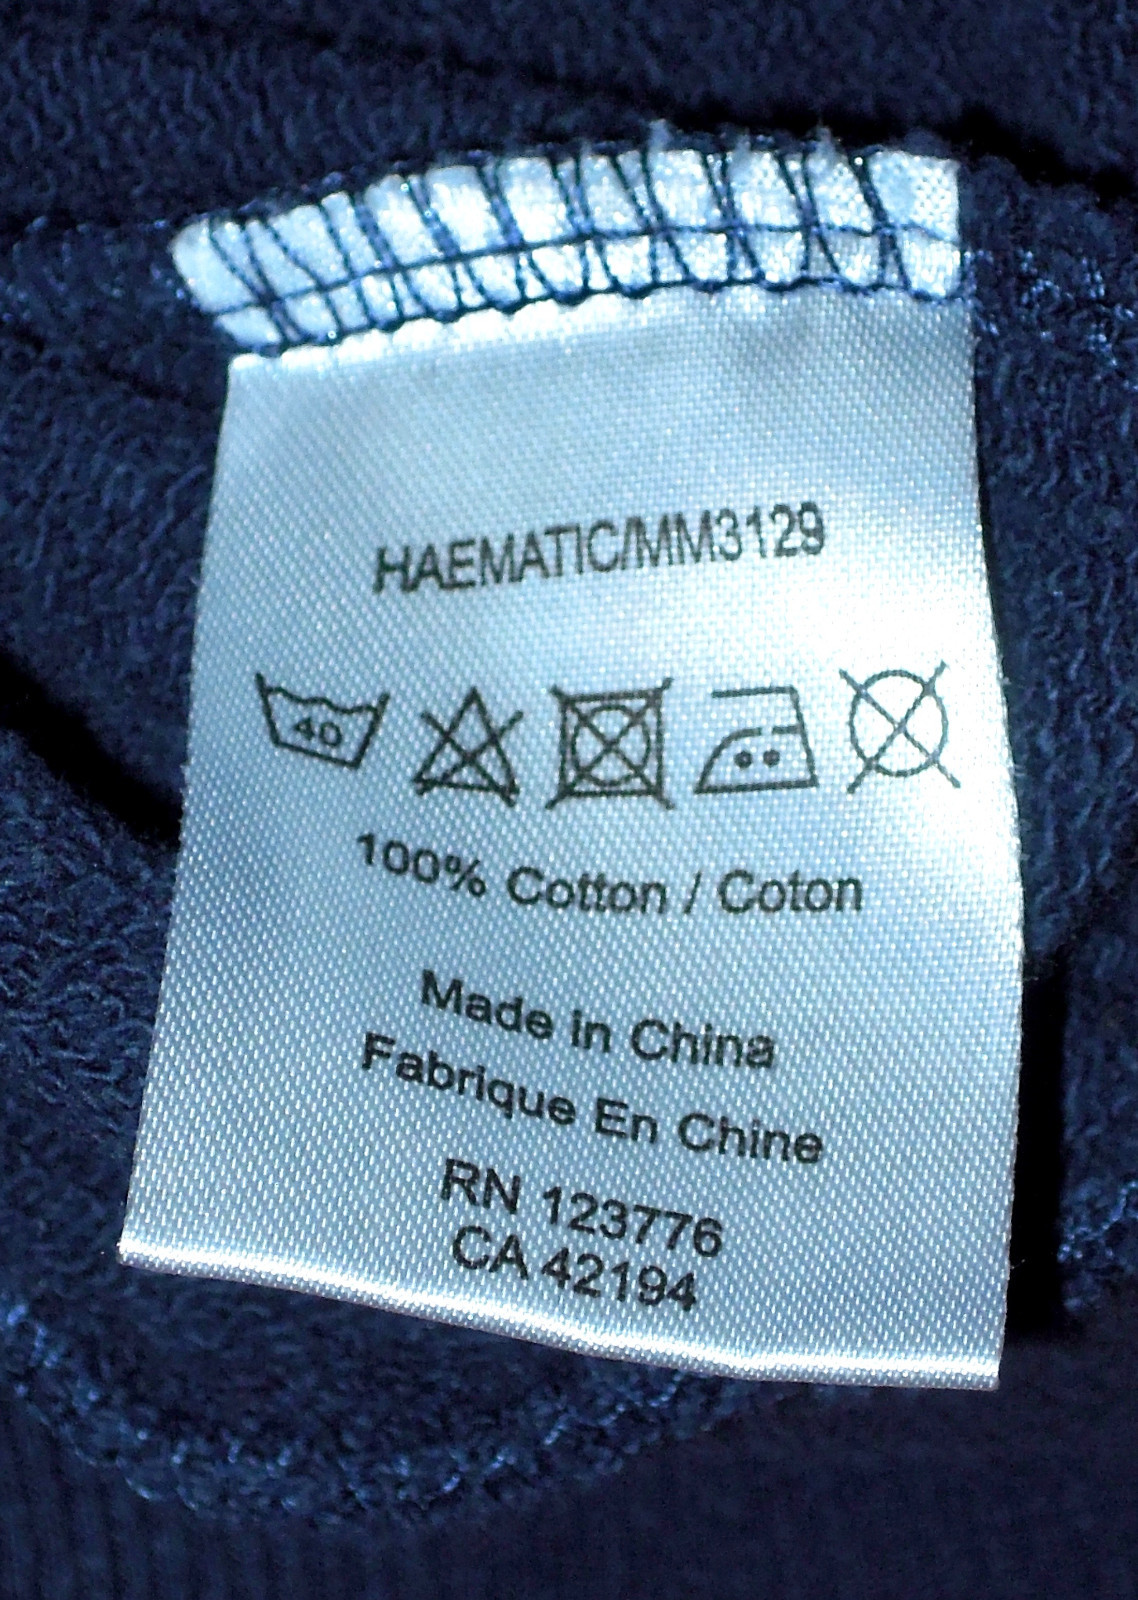 HAEMATIC/MM3129
40
100% Cotton / Coton
Made in China
Fabrique En Chine
RN 123776
CA 42194